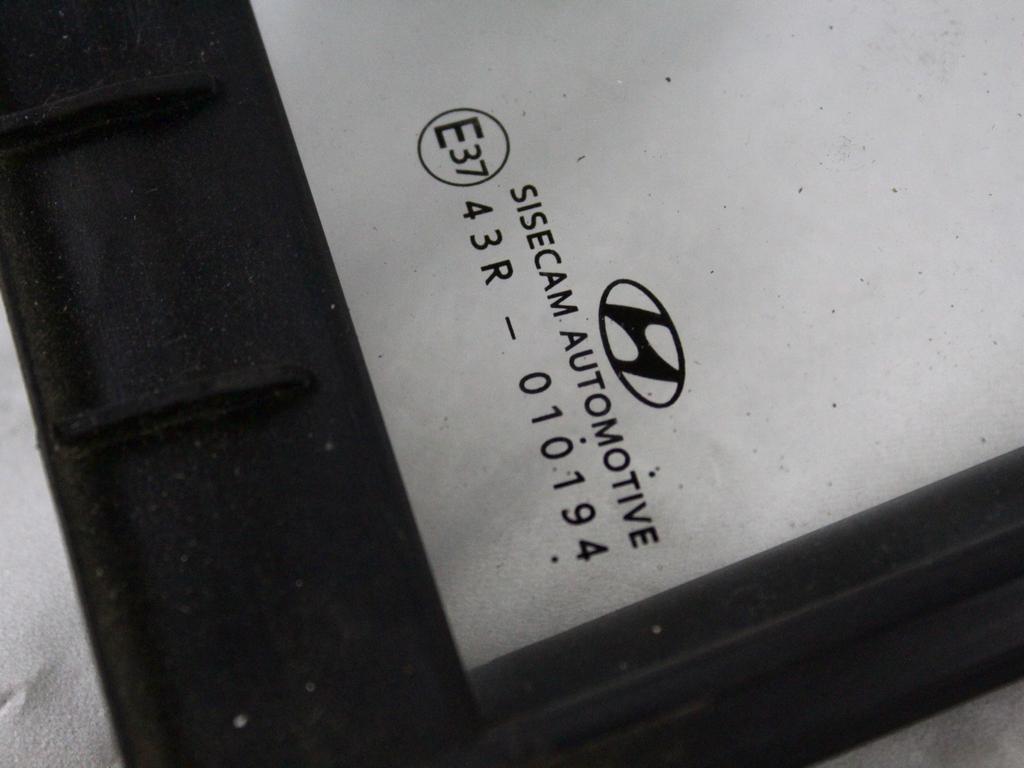 SISECAM AUTOMOTIVE
E37
43R - 010194